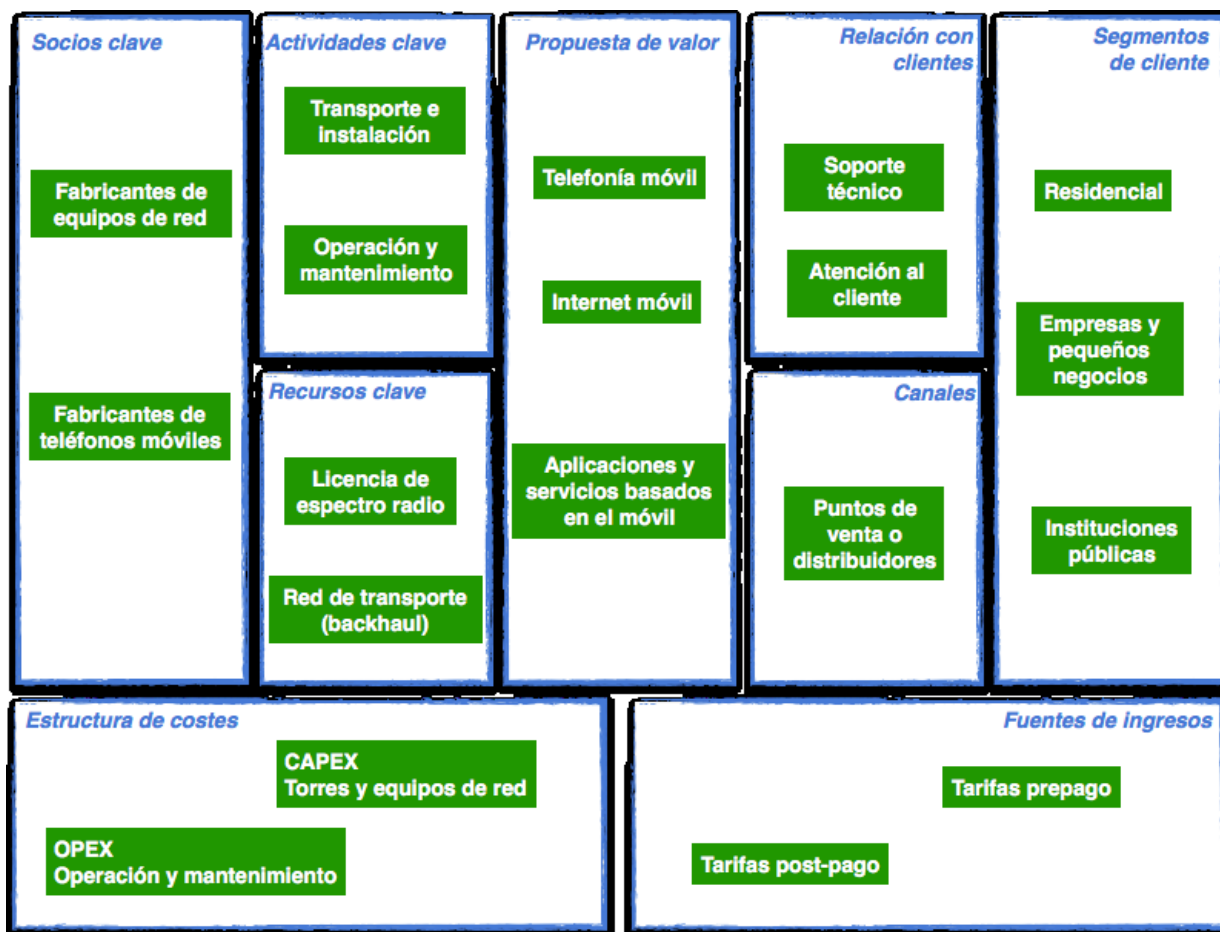 Socios clave
Fabricantes de
equipos de red
Fabricantes de
teléfonos móviles
Actividades clave
Transporte e
instalación
Operación y
mantenimiento
Recursos clave
Licencia de
espectro radio
Red de transporte
(backhaul)
Propuesta de valor
Telefonía móvil
Internet móvil
Aplicaciones y
servicios basados
en el móvil
Relación con
clientes
Soporte
técnico
Atención al
cliente
Canales
Puntos de
venta o
distribuidores
Segmentos
de cliente
Residencial
Empresas y
pequeños
negocios
Instituciones
públicas
Estructura de costes
CAPEX
Torres y equipos de red
OPEX
Operación y mantenimiento
Fuentes de ingresos
Tarifas prepago
Tarifas post-pago